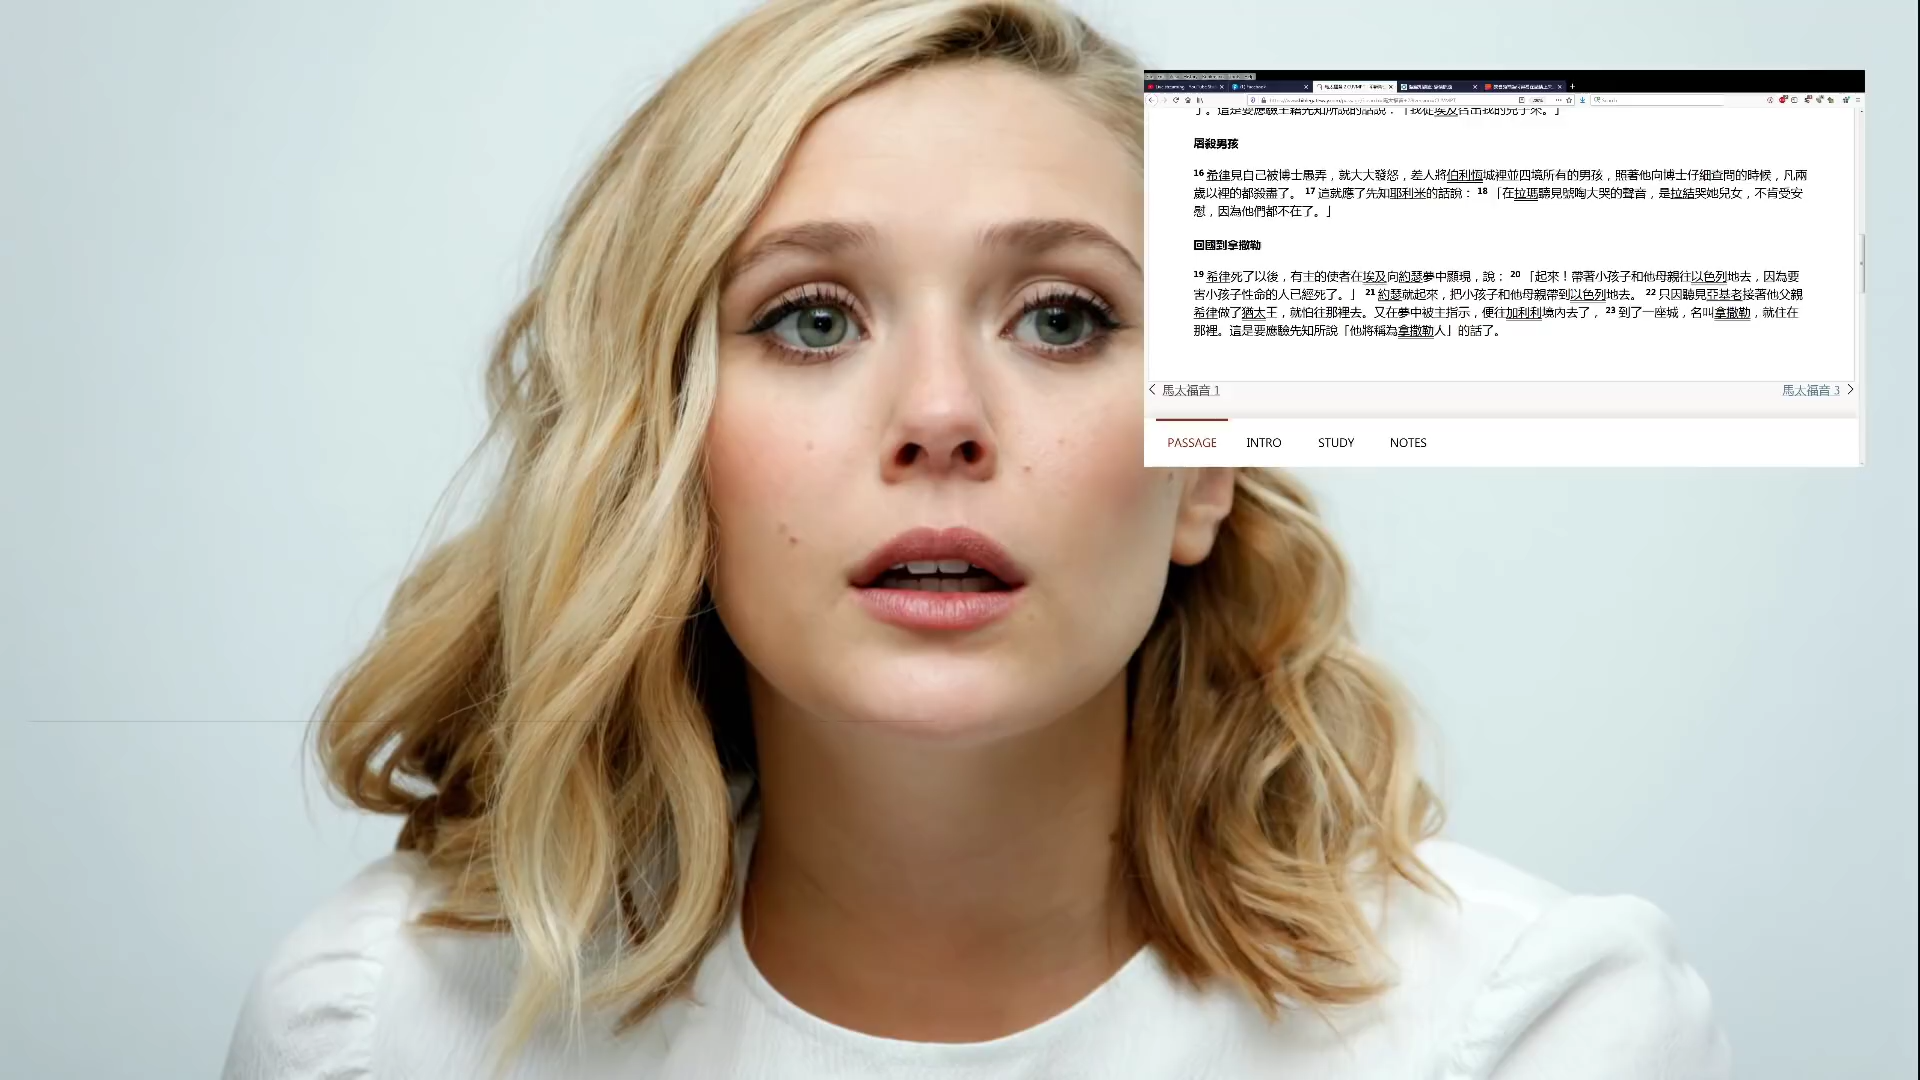 屠殺男孩
16 希律見自己被博士愚弄，就大大發怒，差人將伯利恆城裡並四境所有的男孩，照著他向博士仔細查問的時候，凡兩
歲以裡的都殺盡了。 17 這就應了先知耶利米的話說： 18 「在拉瑪聽見號啕大哭的聲音，是拉結哭她兒女，不肯受安
慰，因為他們都不在了。」
回國到拿撒勒
19 希律死了以後，有主的使者在埃及向約瑟夢中顯現，說： 20 「起來！帶著小孩子和他母親往以色列地去，因為要
害小孩子性命的人已經死了。」 21 約瑟就起來，把小孩子和他母親帶到以色列地去。 22 只因聽見亞基老接著他父親
希律做了猶太王，就怕往那裡去。又在夢中被主指示，便往加利利境內去了， 23 到了一座城，名叫拿撒勒，就住在
那裡。這是要應驗先知所說「他將稱為拿撒勒人」的話了。
馬太福音 1
馬太福音 3
PASSAGE INTRO STUDY NOTES